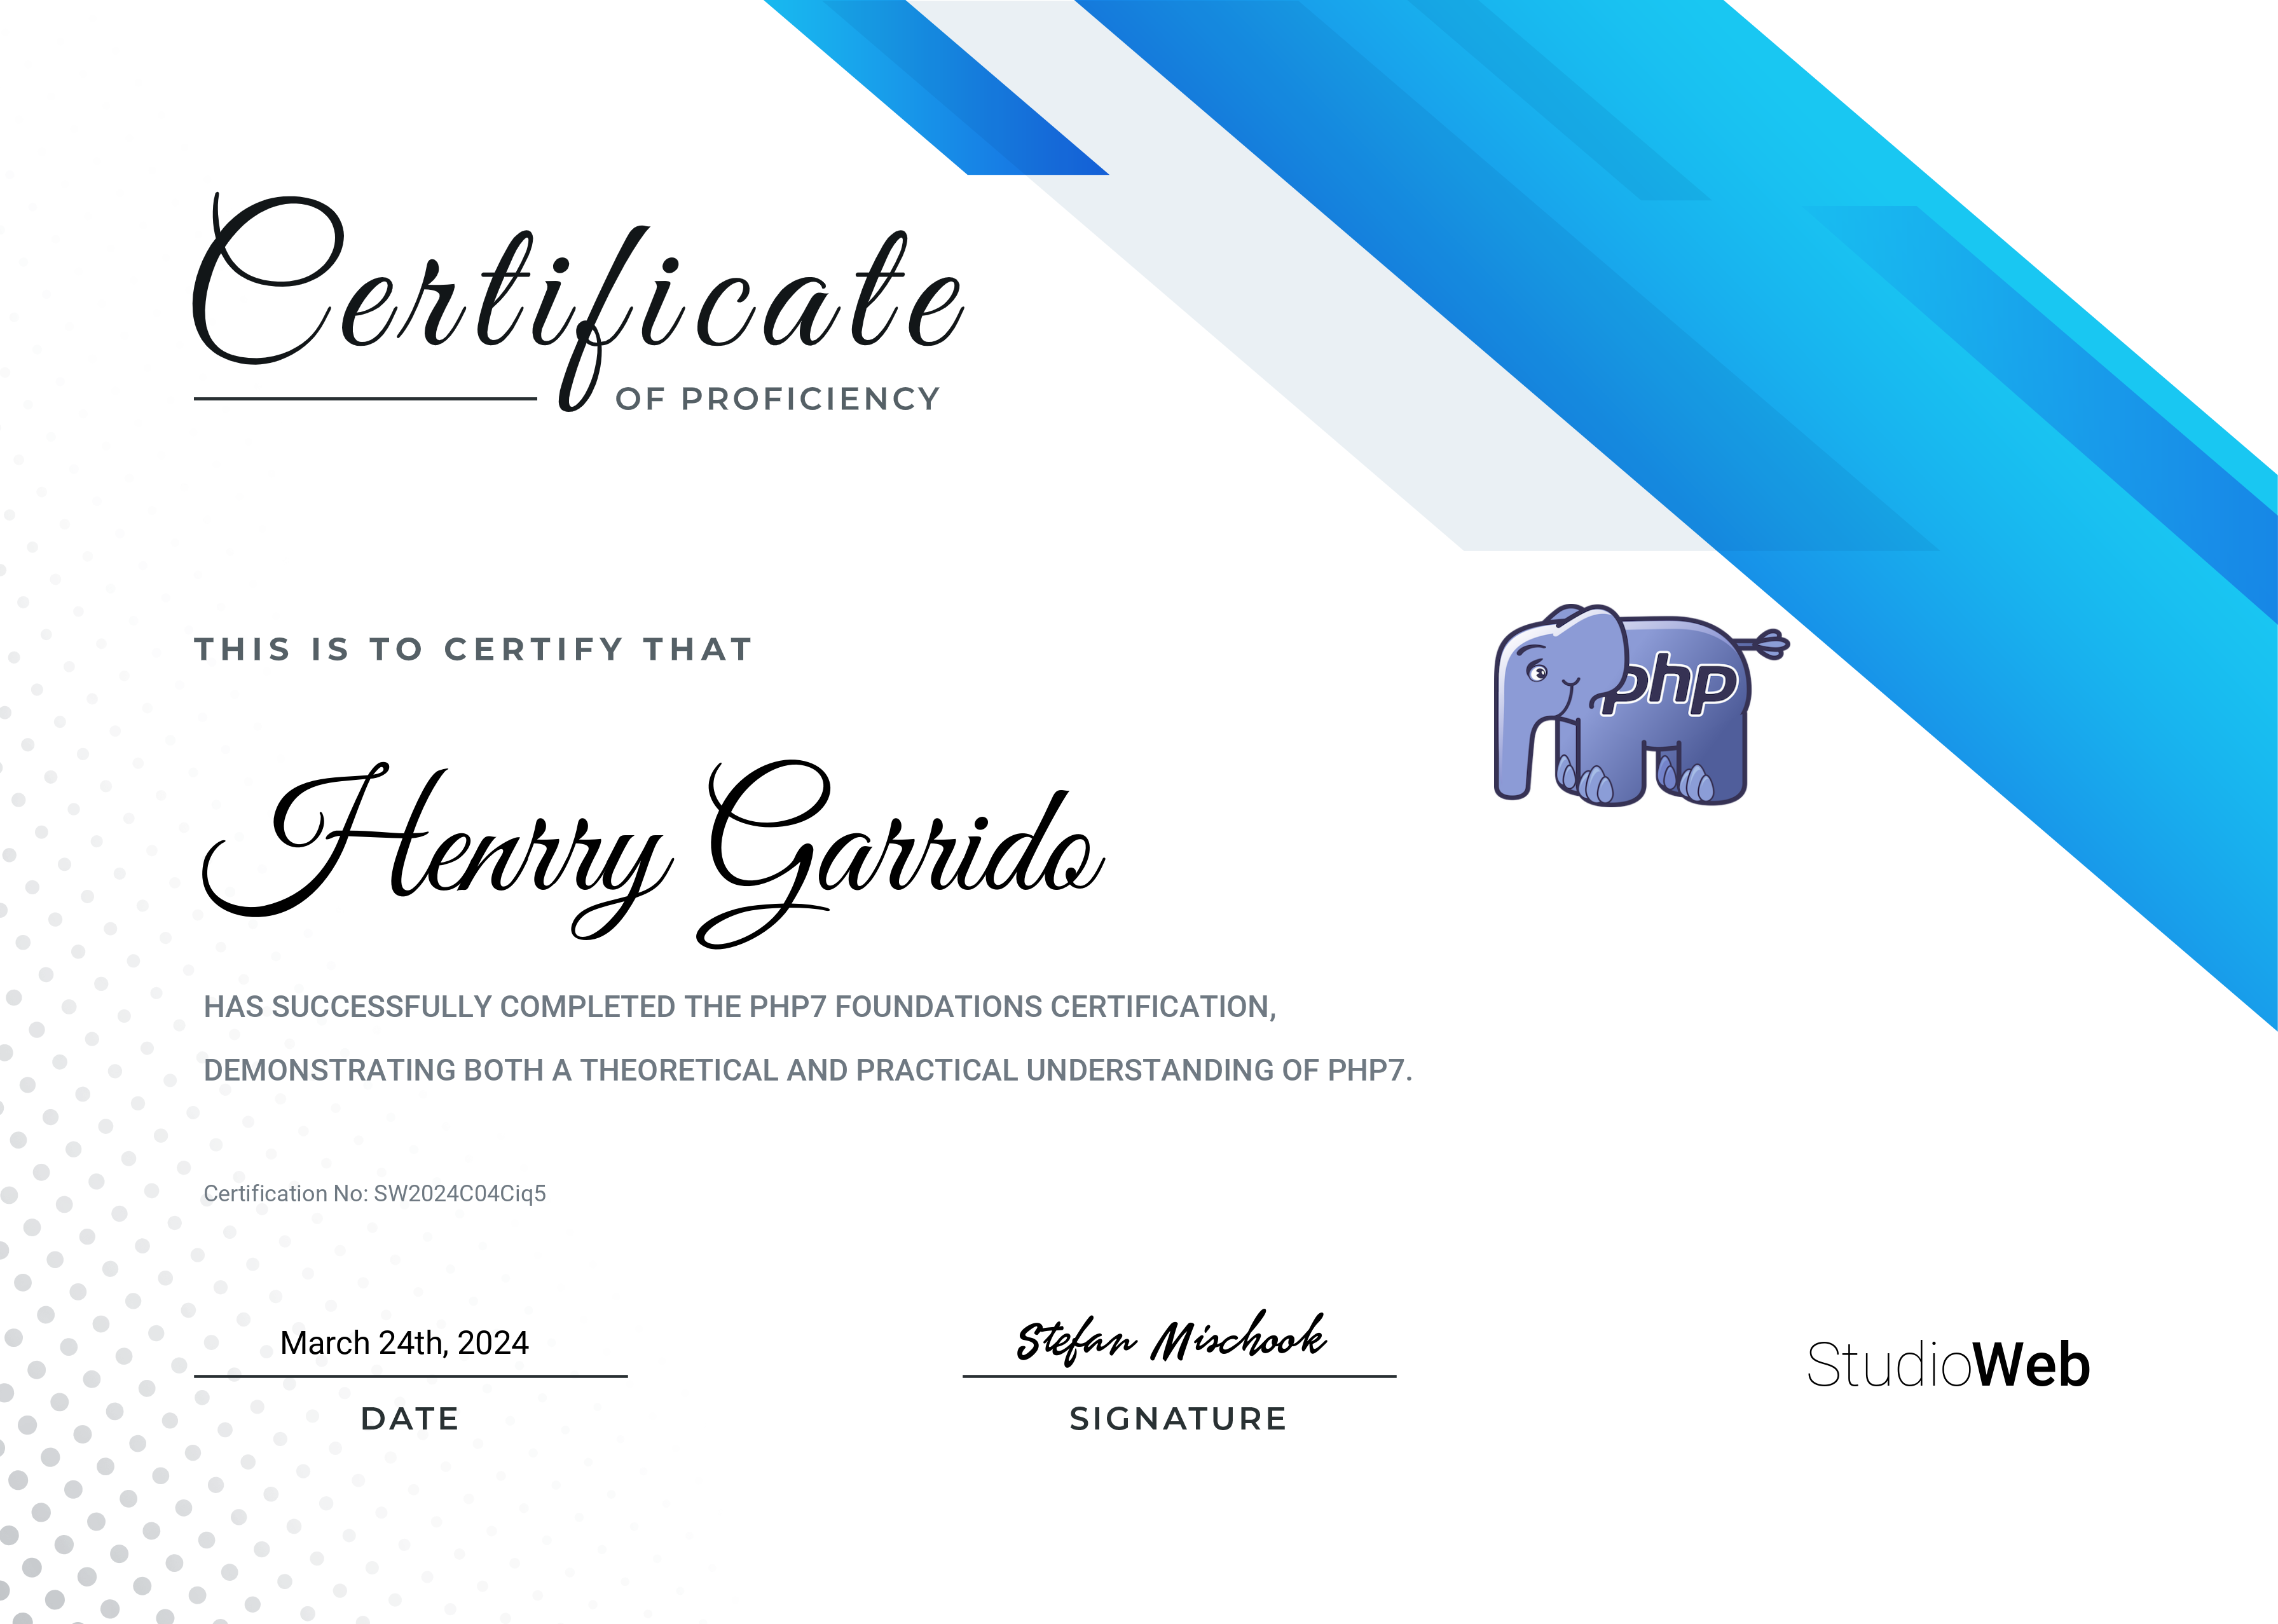 Certificate
OF PROFICIENCY
THIS IS TO CERTIFY THAT
php
Henry Garrido
HAS SUCCESSFULLY COMPLETED THE PHP7 FOUNDATIONS CERTIFICATION,
DEMONSTRATING BOTH A THEORETICAL AND PRACTICAL UNDERSTANDING OF PHP7.
Certification No: SW2024C04Ciq5
March 24th, 2024
DATE
Stefan Mischook
SIGNATURE
StudioWeb